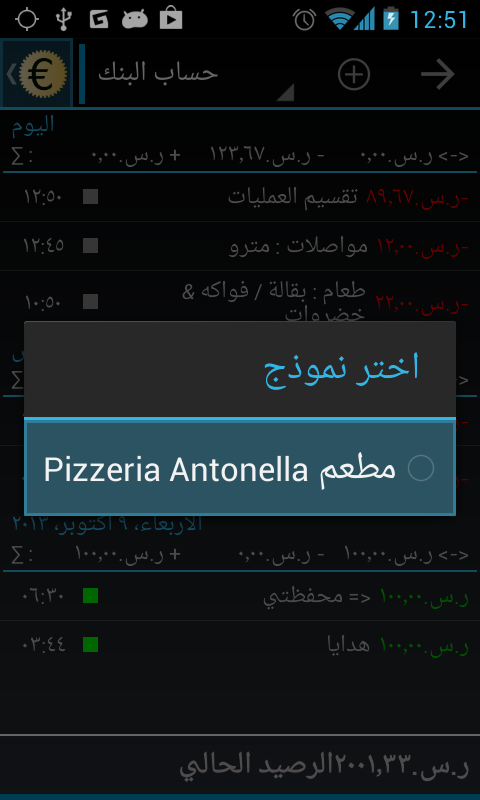 12:51
€
حساب البنك
اليوم
∑ : ر.س.٠,٠٠ + ر.س.١٢٣,٦٧ - ر.س.٠,٠٠ <->
-ر.س.٨٩,٦٧ تقسيم العمليات ١٢:٥٠
-ر.س.١٢,٠٠ مواصلات : مترو ١٢:٤٥
-ر.س.٢٢,٠٠ طعام : بقالة / فواكه & ١٠:٥٠
خضروات
اختر نموذج
مطعم Pizzeria Antonella
الأربعاء، ٩ أكتوبر، ٢٠١٣
∑ : ر.س.١٠٠,٠٠ + ر.س.٠,٠٠ - ر.س.١٠٠,٠٠ <->
ر.س.١٠٠,٠٠ <= محفظتي ٠٦:٣٠
ر.س.١٠٠,٠٠ هدايا ٠٣:٤٤
ر.س.٢٠٠١,٣٣الرصيد الحالي